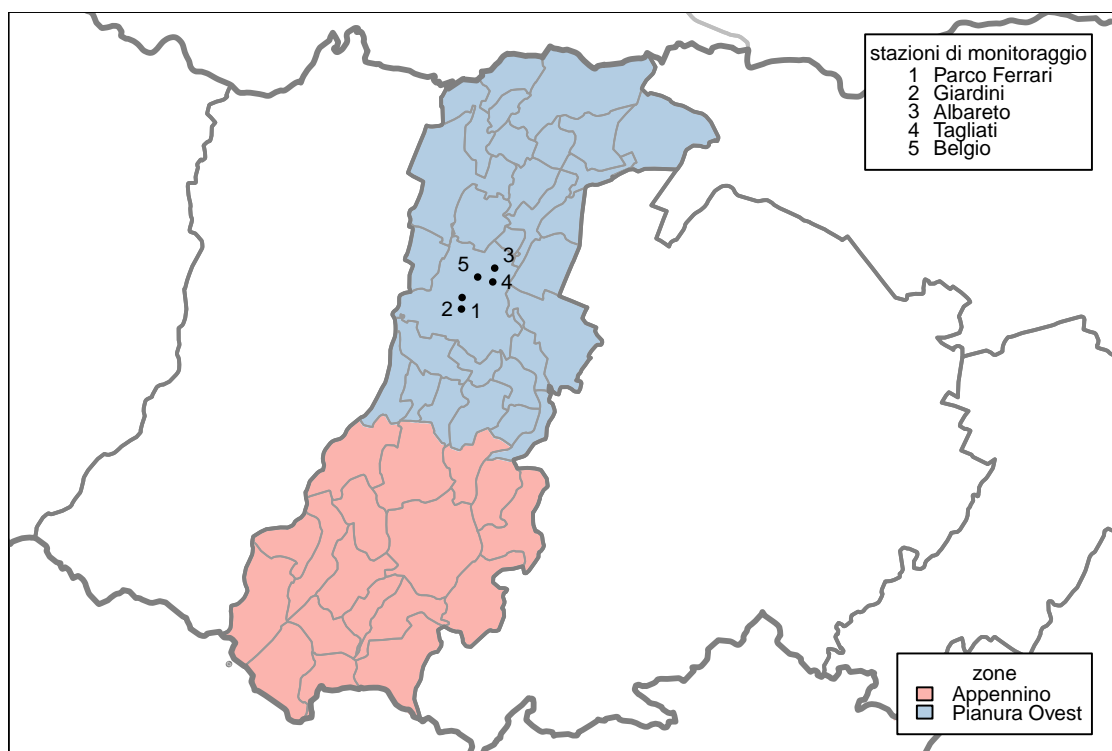 stazioni di monitoraggio
1 Parco Ferrari
2 Giardini
3 Albareto
4 Tagliati
5 Belgio
3
5
4
2
1
zone
Appennino
Pianura Ovest